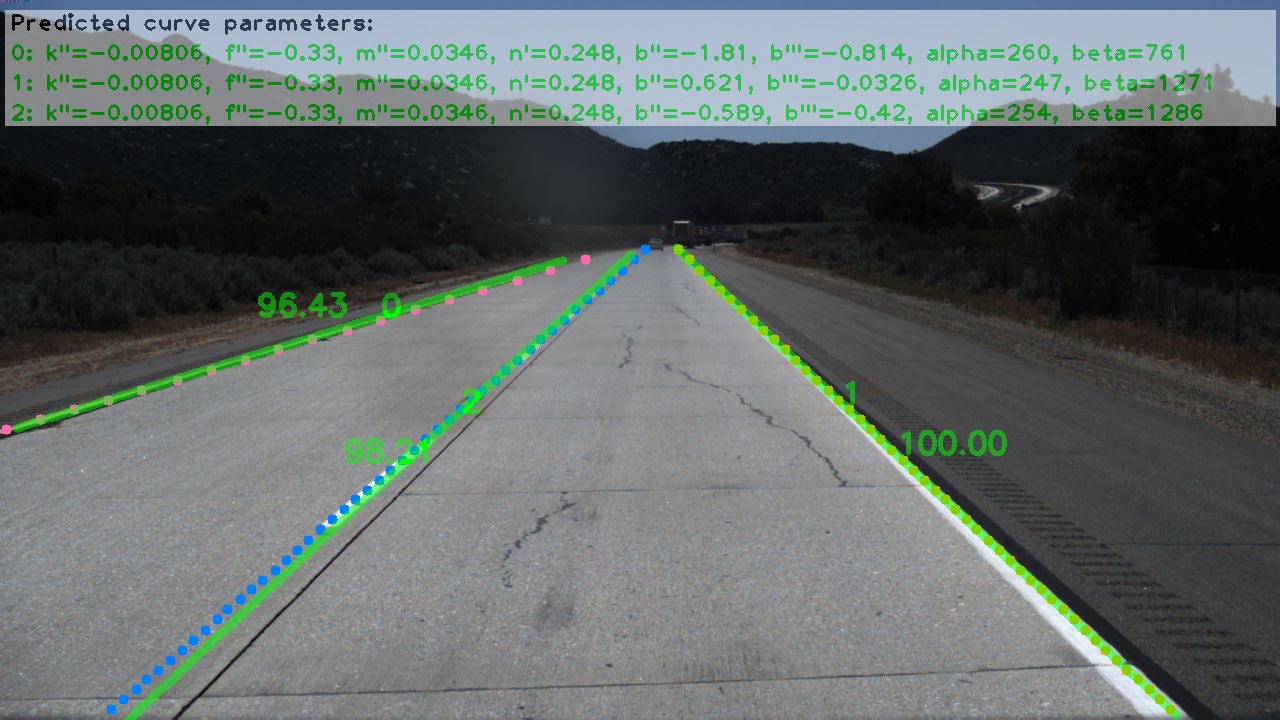 Predicted curve parameters:
0: k''=-0.00806, f''=-0.33, m''=0.0346, n'=0.248, b''=-1.81, b'''=-0.814, alpha=260, beta=761
1: k''=-0.00806, f''=-0.33, m''=0.0346, n'=0.248, b''=0.621, b'''=-0.0326, alpha=247, beta=1271
2: k''=-0.00806, f''=-0.33, m''=0.0346, n'=0.248, b''=-0.589, b'''=-0.42, alpha=254, beta=1286
96.43 0
2 1
98.21 100.00